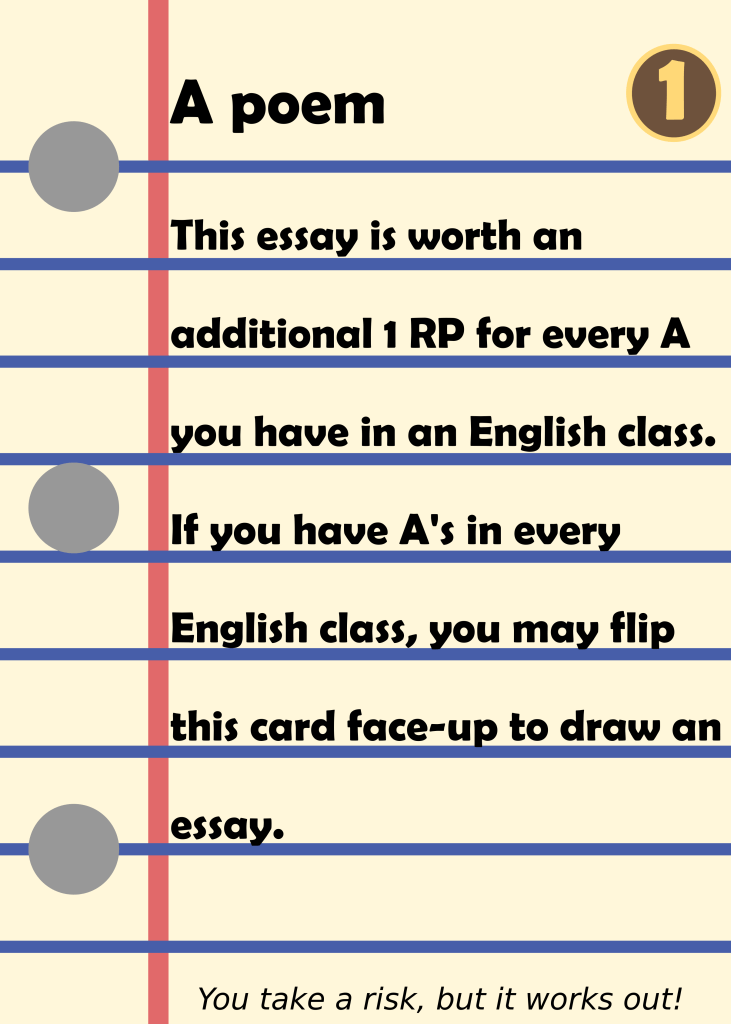 A poem
1
This essay is worth an
additional 1 RP for every A
you have in an English class.
If you have A's in every
English class, you may flip
this card face-up to draw an
essay.
You take a risk, but it works out!